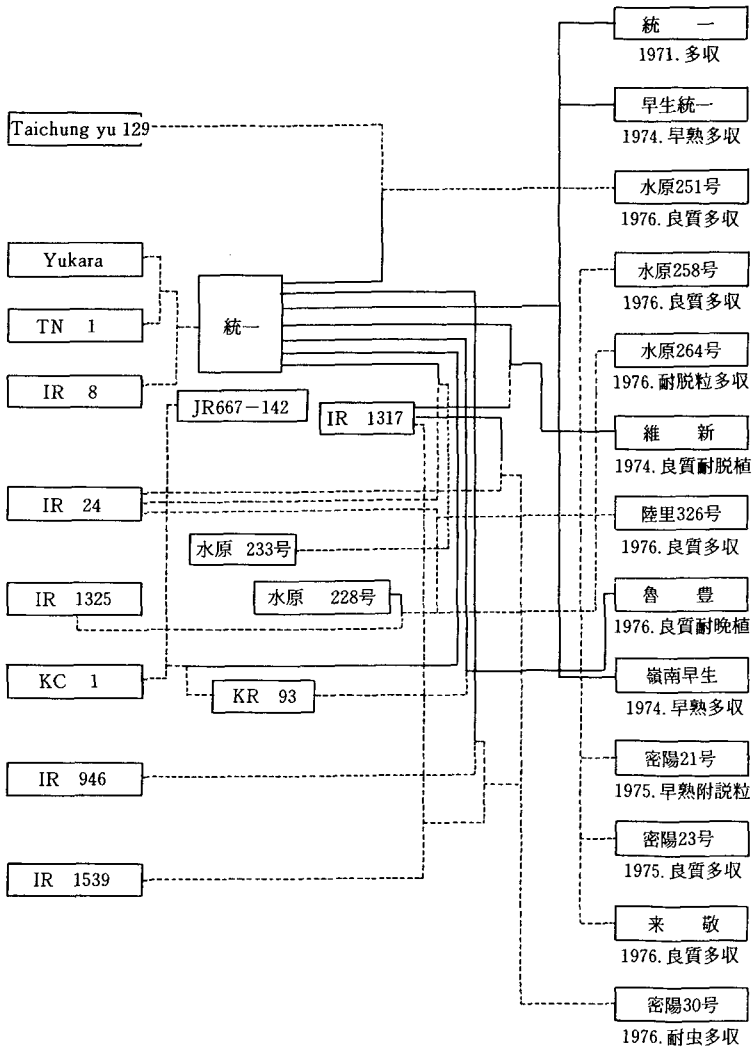 Taichung yu 129
Yukara
TN 1
IR 8
IR 24
IR 1325
KC 1
IR 946
IR 1539
統一
JR667-142
IR 1317
水原 233号
水原 228号
KR 93
統 一
1971.多収
早生統一
1974.早熟多収
水原251号
1976.良質多収
水原258号
1976.良質多収
水原264号
1976.耐脱粒多収
維 新
1974.良質耐脱植
陸里326号
1976.良質多収
魯 豊
1976.良質耐晩植
嶺南早生
1974.早熟多収
密陽21号
1975.早熟附説粒
密陽23号
1975.良質多収
来 敬
1976.良質多収
密陽30号
1976.耐虫多収